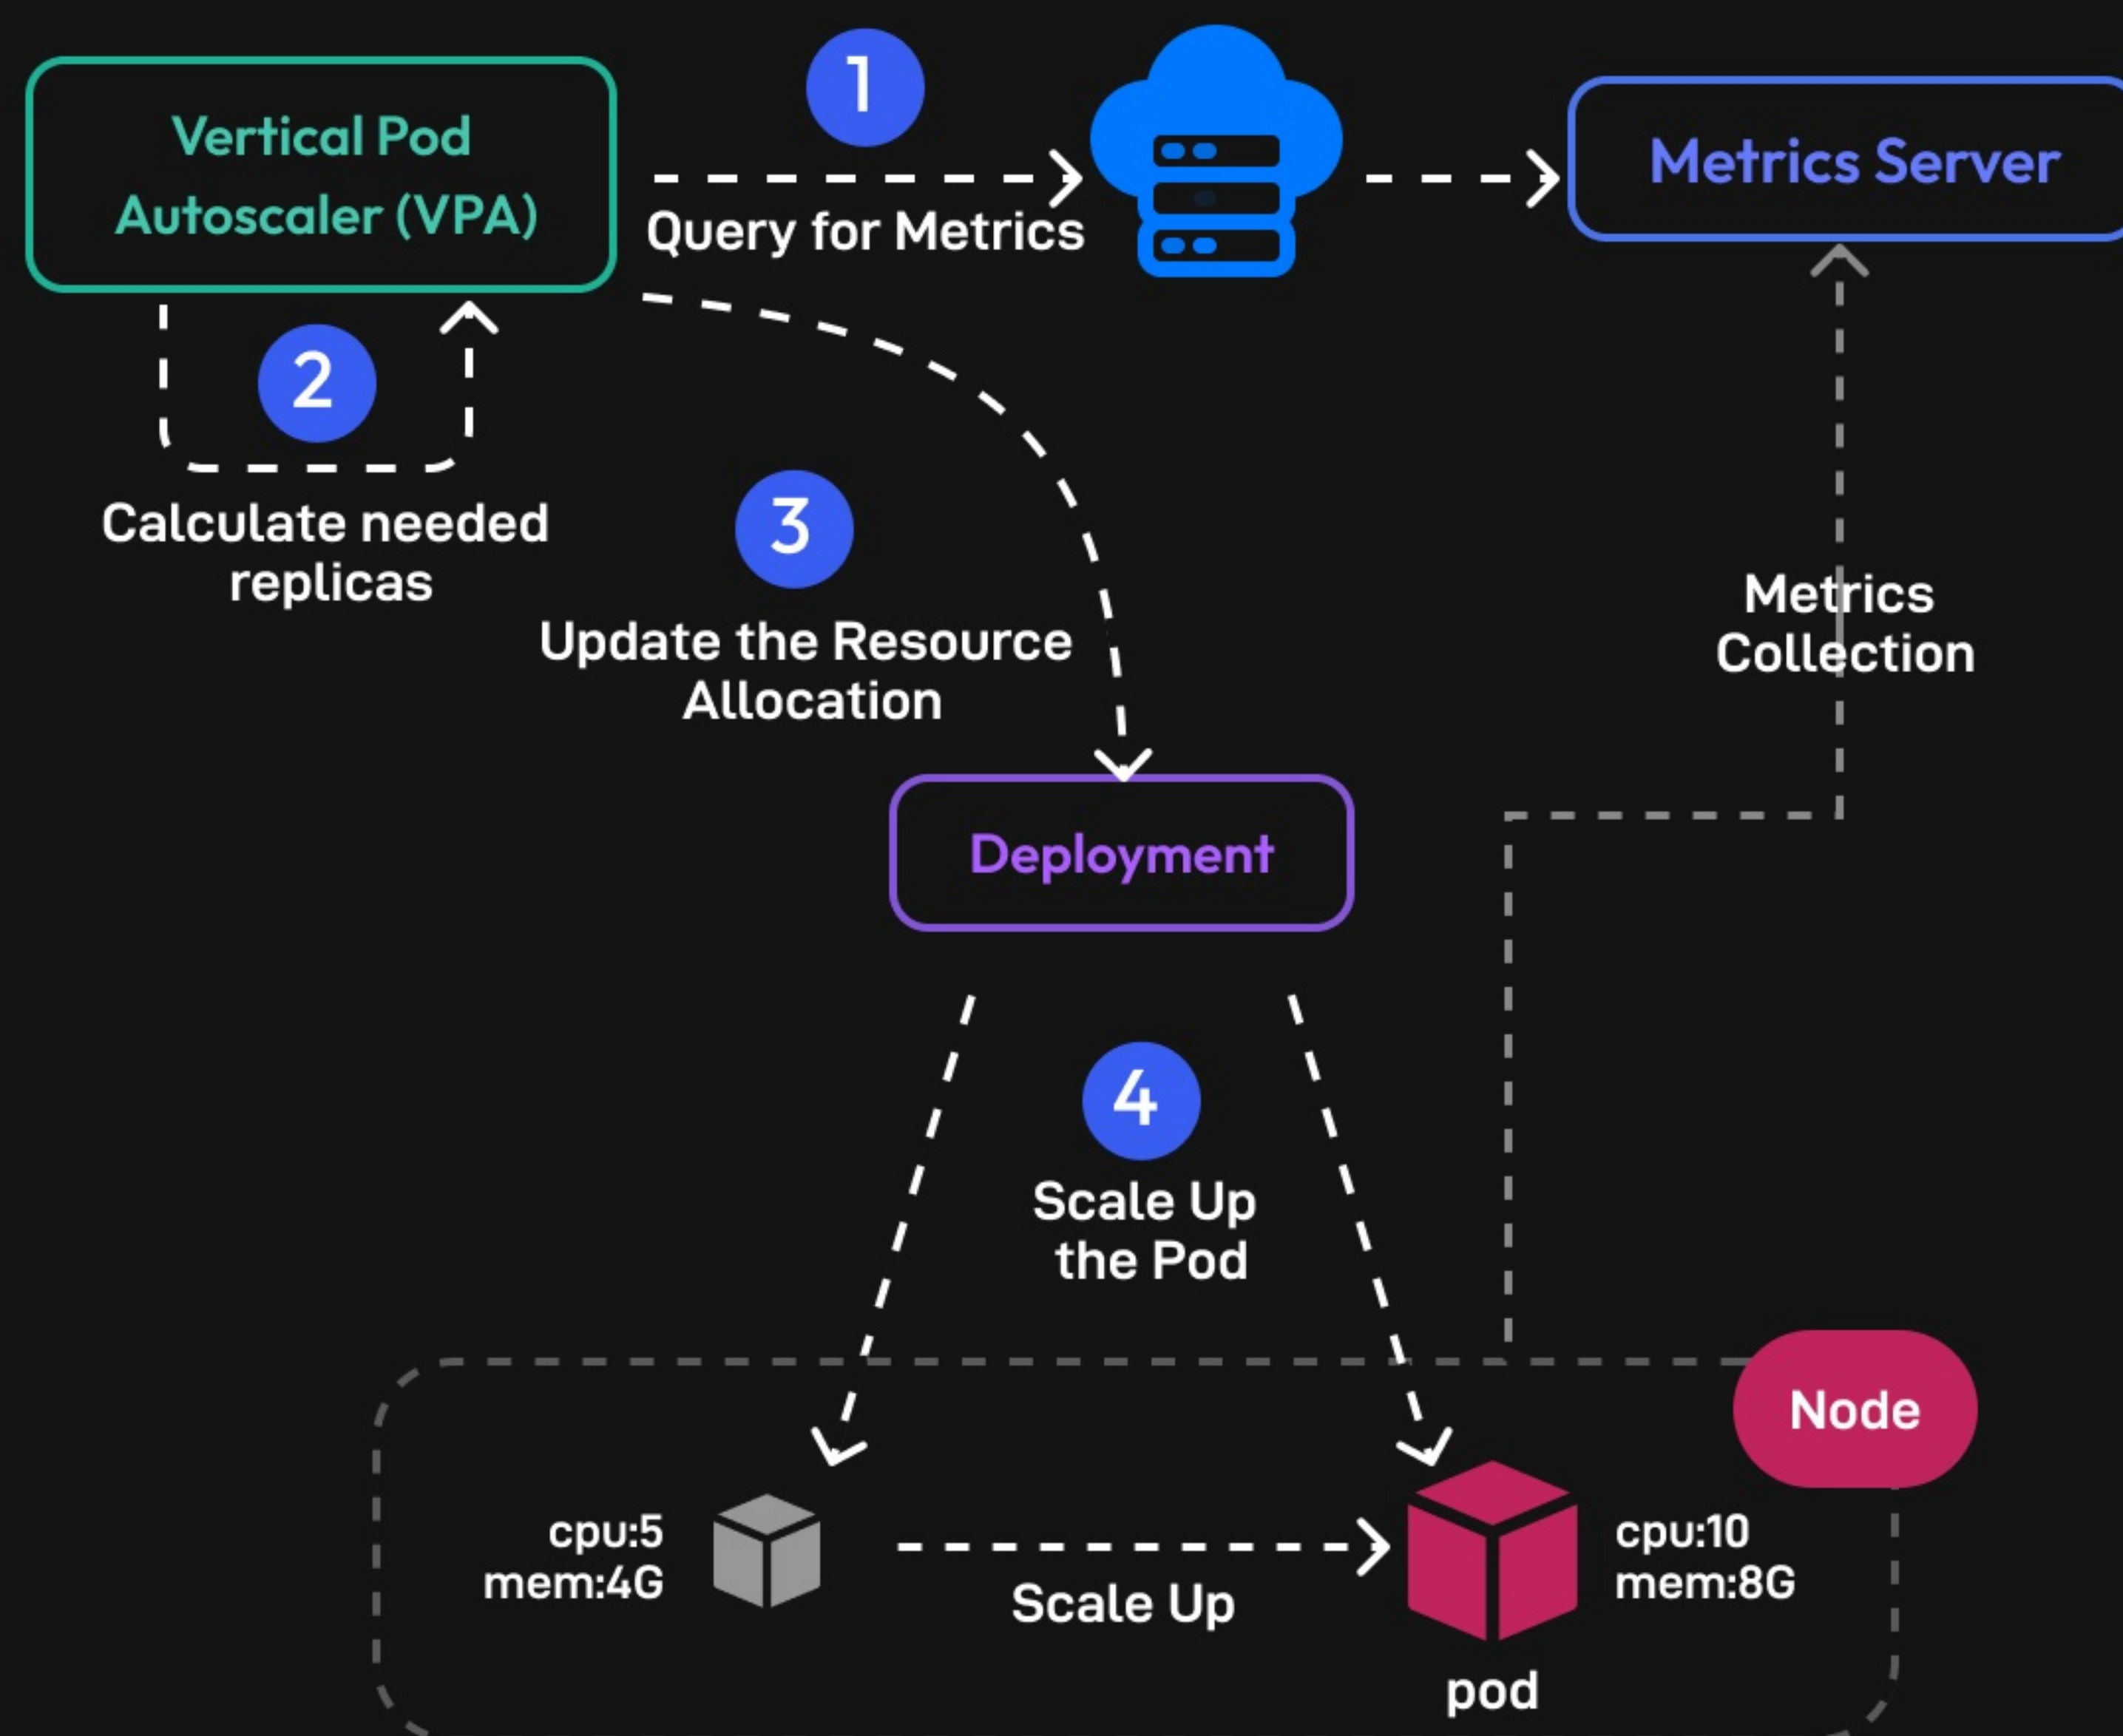 1
Vertical Pod
Autoscaler (VPA)
Metrics Server
Query for Metrics
2
Calculate needed
replicas
3
Update the Resource
Allocation
Metrics
Collection
Deployment
4
Scale Up
the Pod
Node
cpu:5
mem:4G
Scale Up
cpu:10
mem:8G
pod